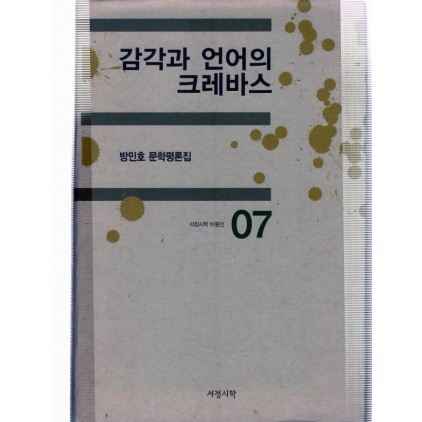 감각과 언어의
크레바스
방민호 문학평론집
서정시학 비평선 07
서정시학